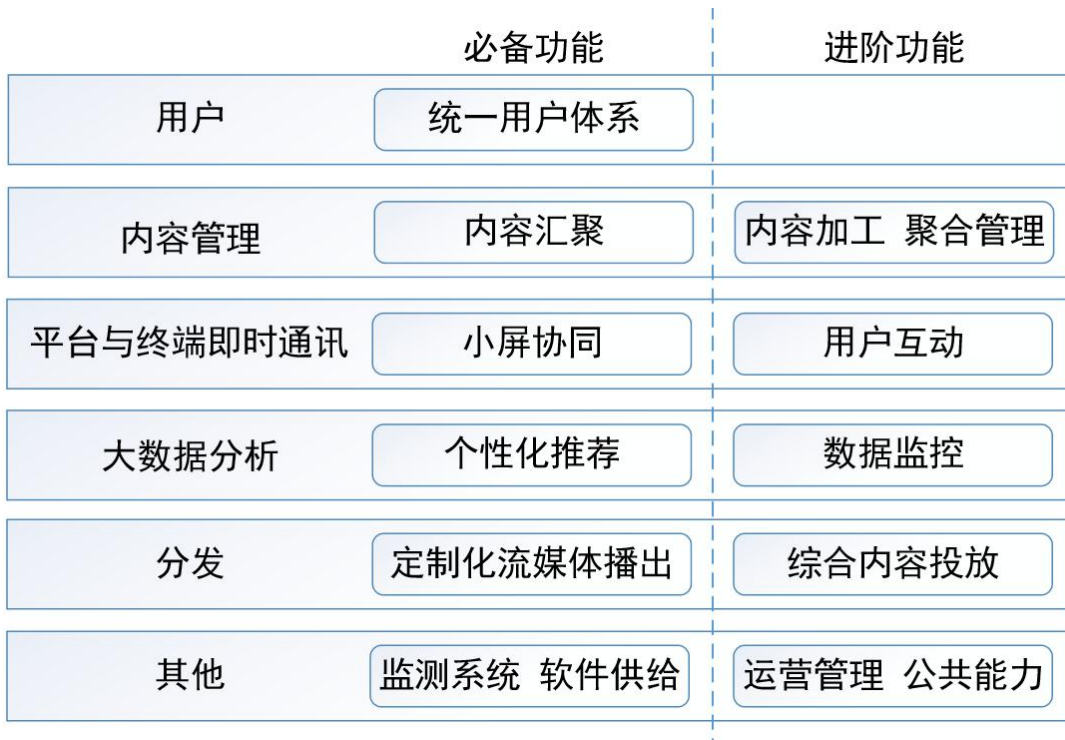 必备功能 进阶功能
用户 统一用户体系
内容管理 内容汇聚 内容加工 聚合管理
平台与终端即时通讯 小屏协同 用户互动
大数据分析 个性化推荐 数据监控
分发 定制化流媒体播出 综合内容投放
其他 监测系统 软件供给 运营管理 公共能力